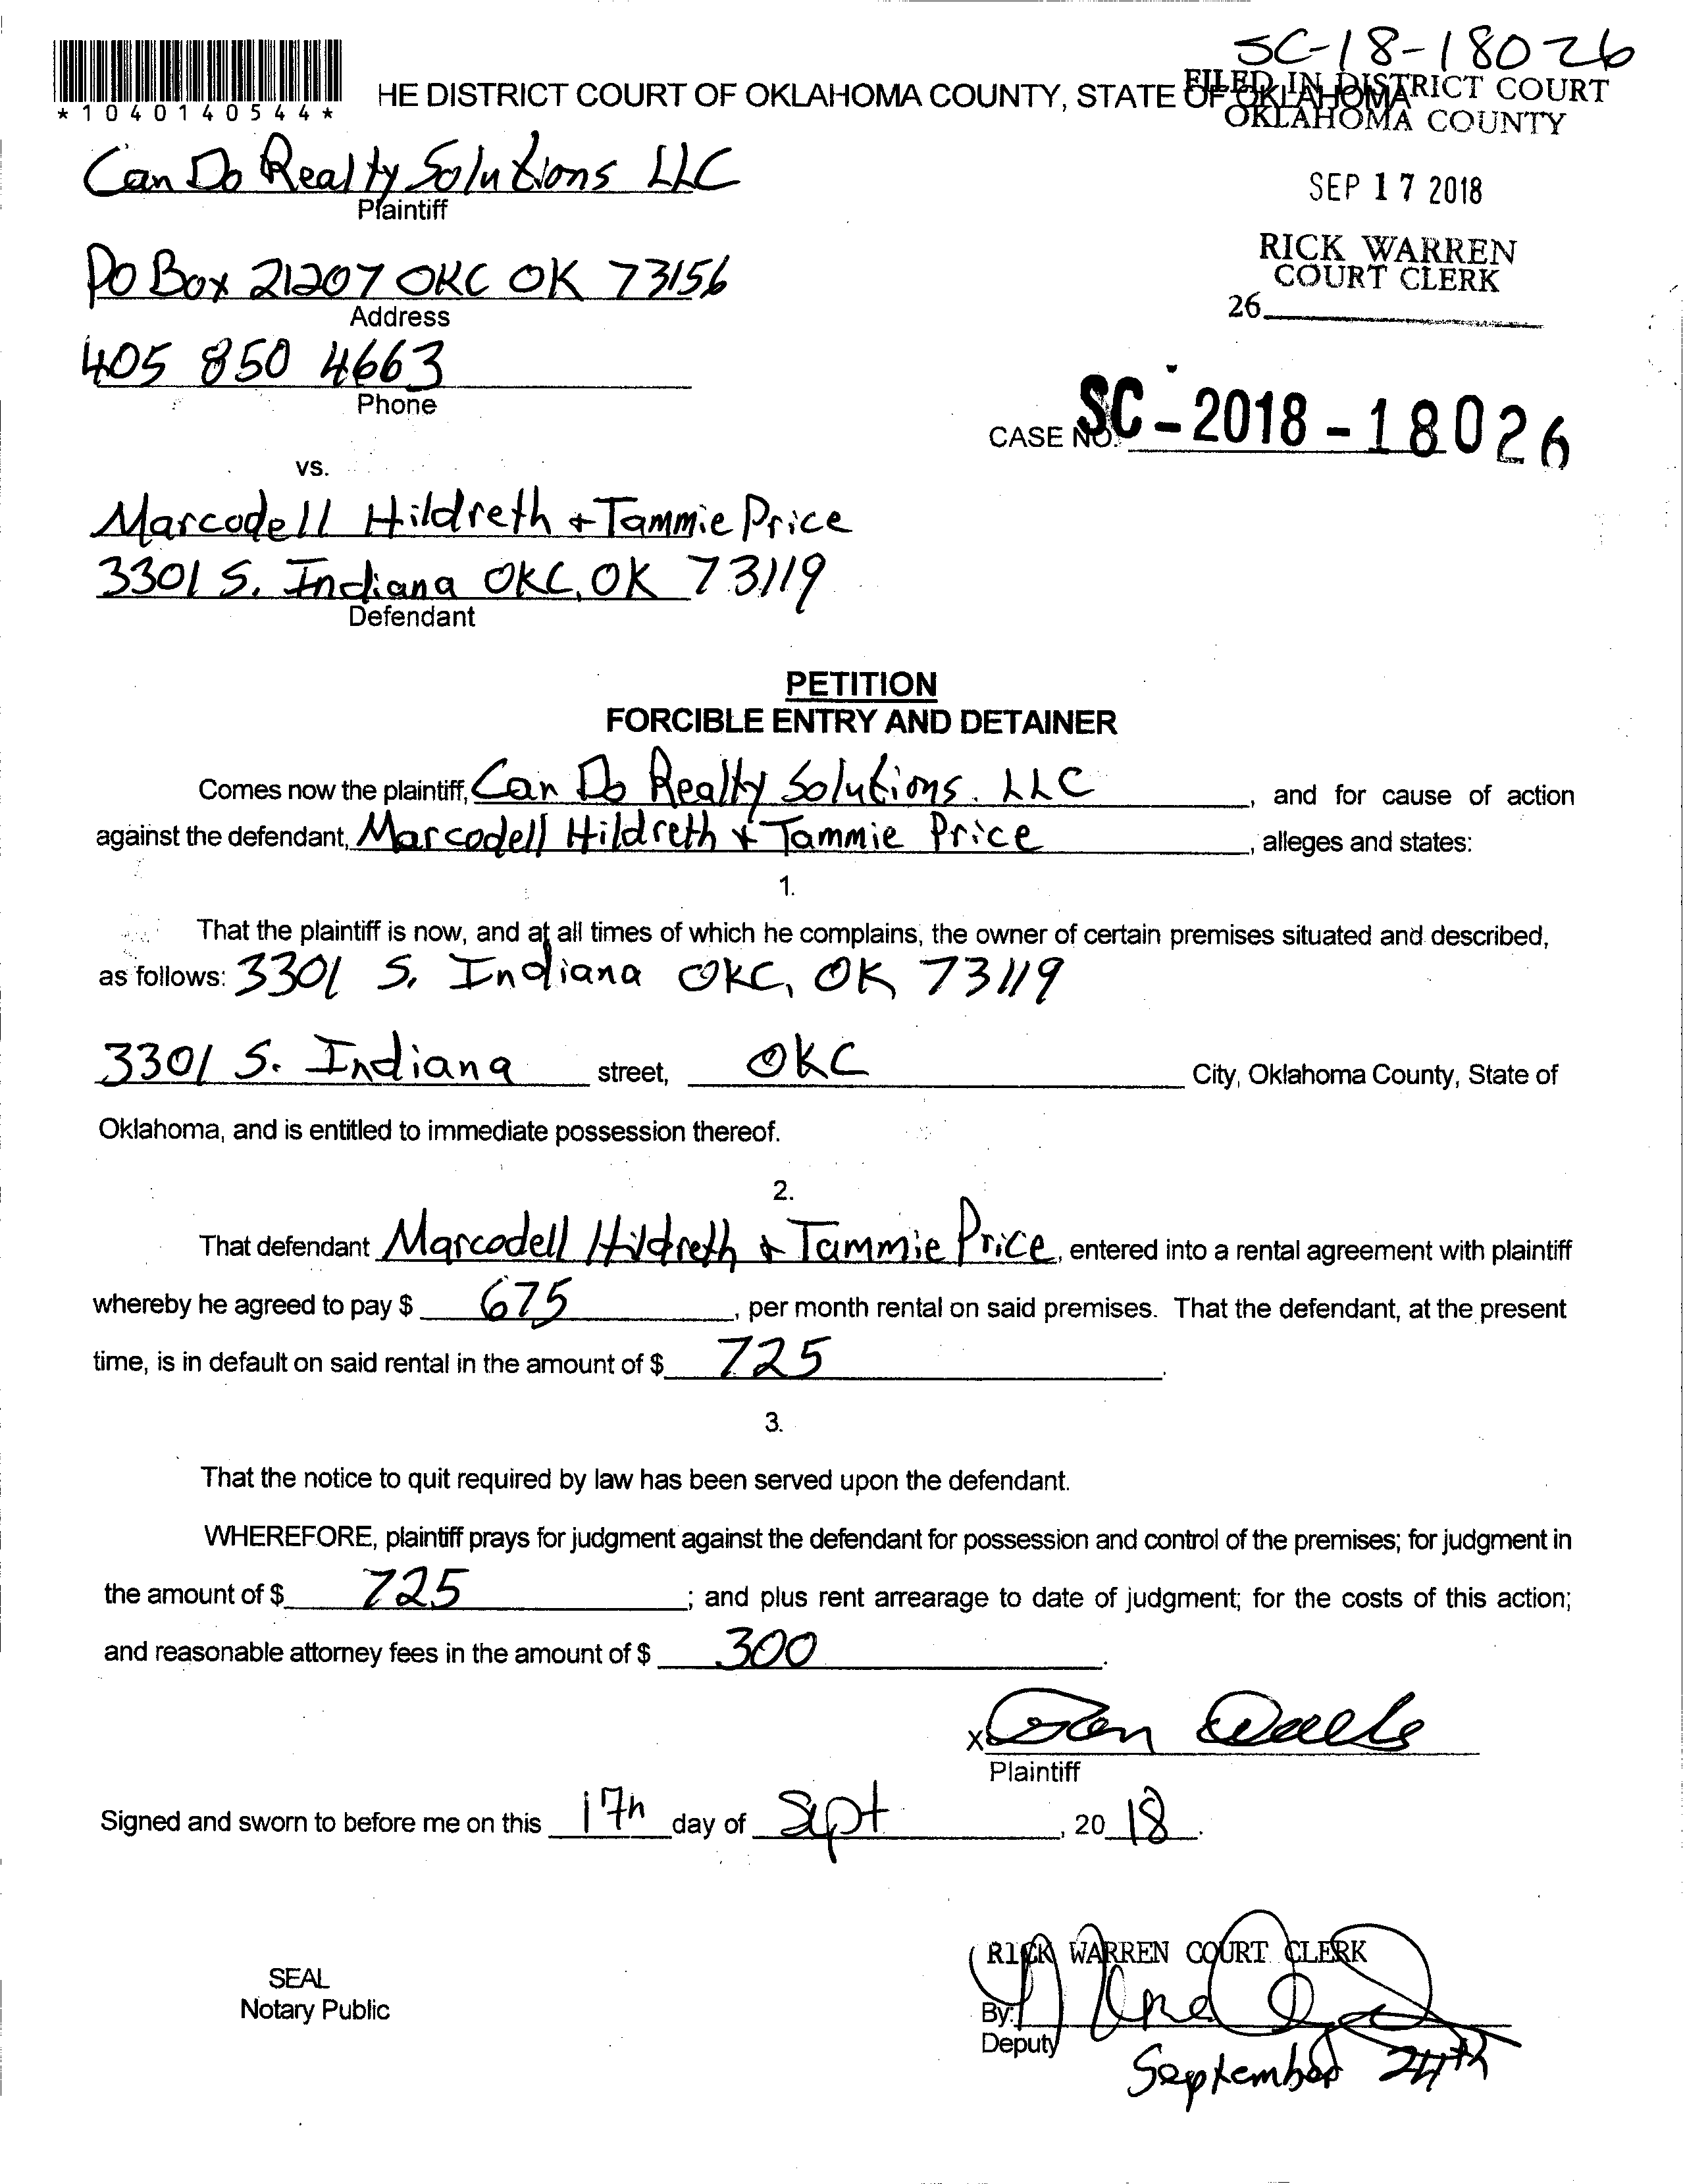 SC-18-18026
*1040140544*
HE DISTRICT COURT OF OKLAHOMA COUNTY, STATE OF OKLAHOMA
FILED IN DISTRICT COURT
OKLAHOMA COUNTY
Can Do Realty Solutions LLC
Plaintiff
SEP 17 2018
RICK WARREN
COURT CLERK
PO Box 21207 OKC OK 73156
Address
26
405 850 4663
Phone
CASE NO. SC-2018-18026
vs.
Marcodell Hildreth + Tammie Price
3301 S. Indiana OKC, OK 73119
Defendant
PETITION
FORCIBLE ENTRY AND DETAINER
Comes now the plaintiff, Can Do Realty Solutions. LLC, and for cause of action
against the defendant, Marcodell Hildreth + Tammie Price, alleges and states:
1.
That the plaintiff is now, and at all times of which he complains, the owner of certain premises situated and described,
as follows: 3301 S. Indiana OKC, OK 73119
3301 S. Indiana street, OKC City, Oklahoma County, State of
Oklahoma, and is entitled to immediate possession thereof.
2.
That defendant Marcodell Hildreth + Tammie Price, entered into a rental agreement with plaintiff
whereby he agreed to pay $ 675, per month rental on said premises. That the defendant, at the present
time, is in default on said rental in the amount of $ 725.
3.
That the notice to quit required by law has been served upon the defendant.
WHEREFORE, plaintiff prays for judgment against the defendant for possession and control of the premises; for judgment in
the amount of $ 725; and plus rent arrearage to date of judgment; for the costs of this action;
and reasonable attorney fees in the amount of $ 300.
X
Plaintiff
Signed and sworn to before me on this 17th day of Sept, 2018.
RICK WARREN COURT CLERK
SEAL
Notary Public
By:
Deputy
September 24th